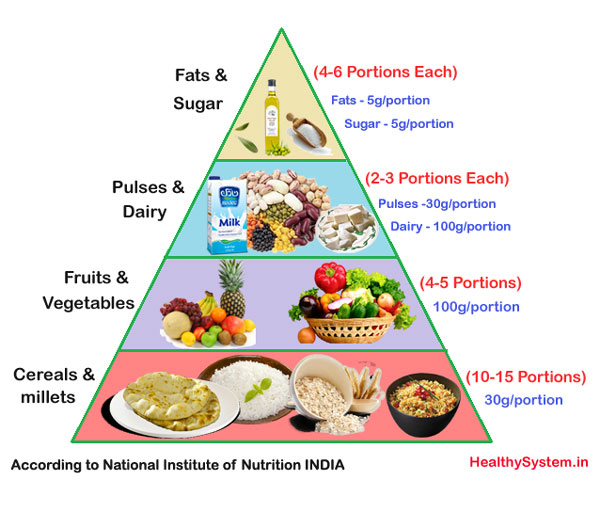 Fats &
Sugar
(4-6 Portions Each)
Fats - 5g/portion
Sugar - 5g/portion
Pulses &
Dairy
Milk
(2-3 Portions Each)
Pulses -30g/portion
Dairy - 100g/portion
Fruits &
Vegetables
(4-5 Portions)
100g/portion
Cereals &
millets
(10-15 Portions)
30g/portion
According to National Institute of Nutrition INDIA
HealthySystem.in